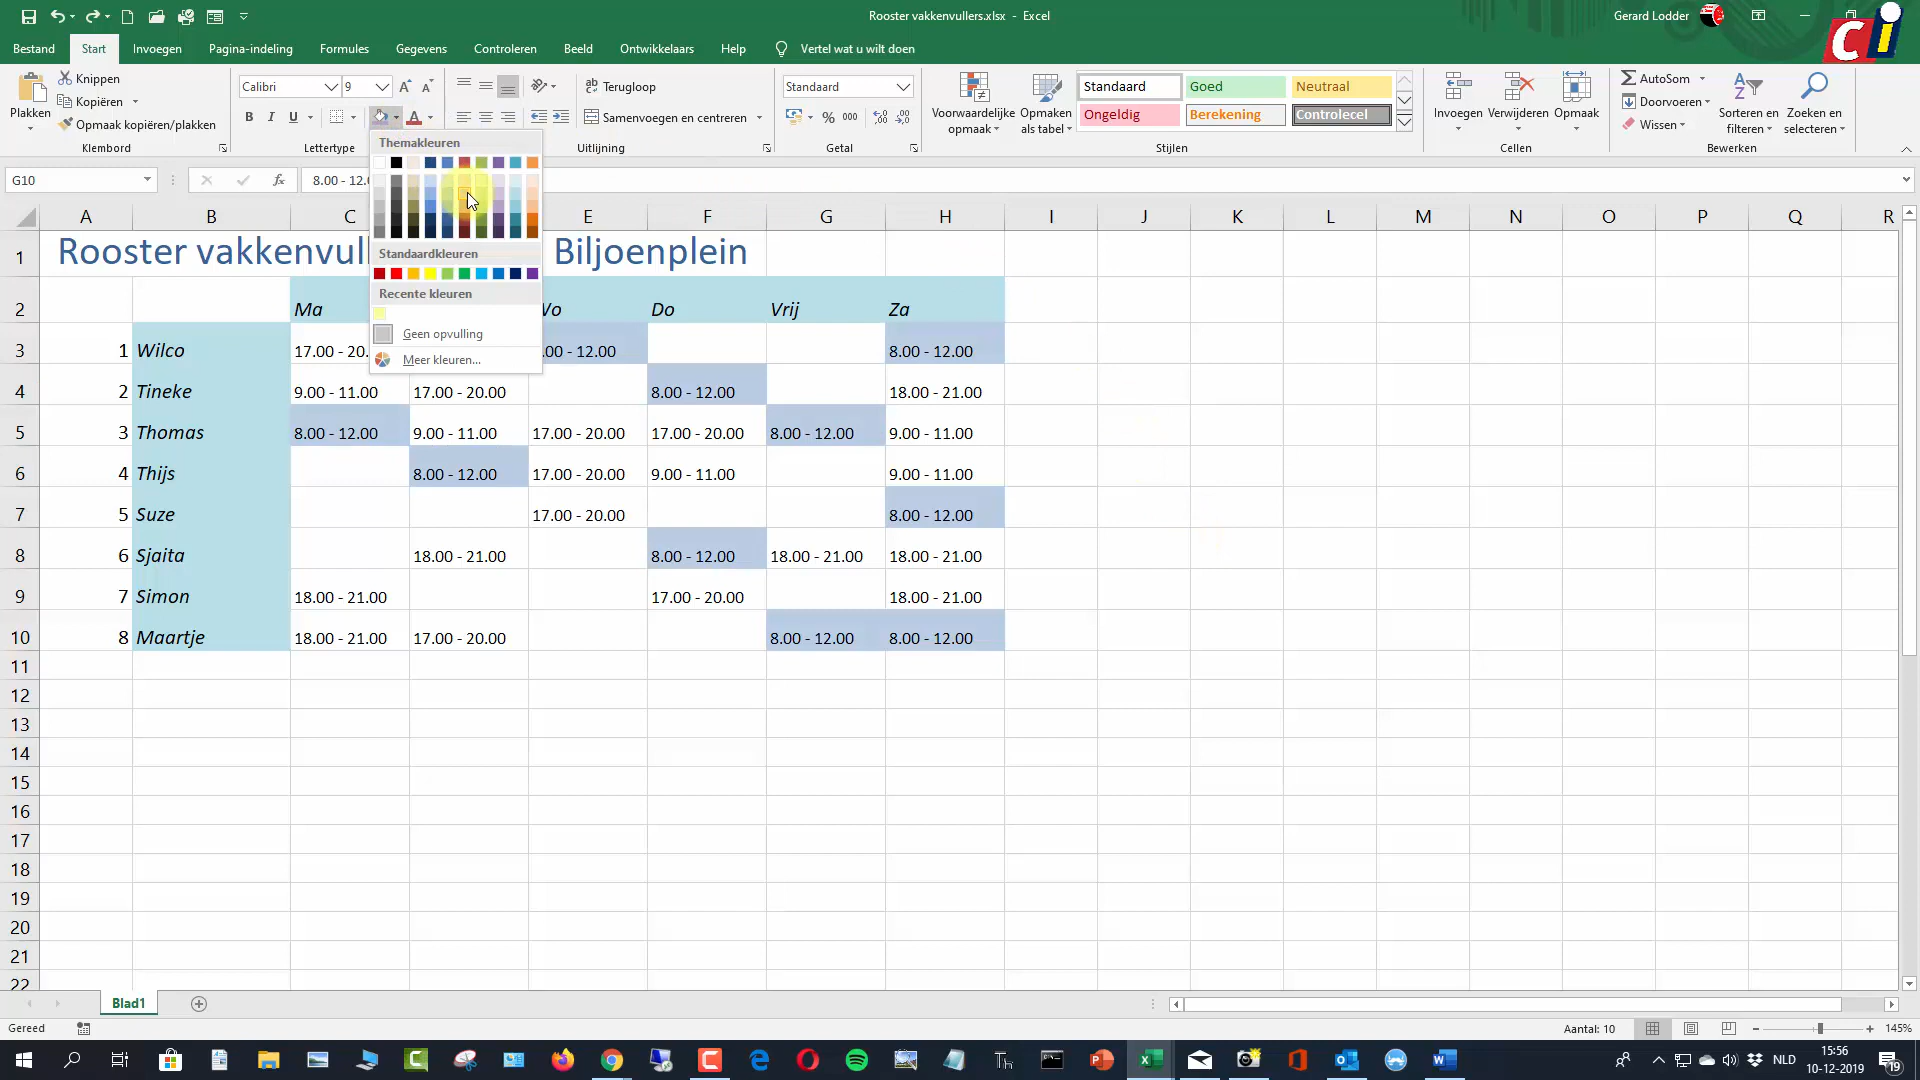 Rooster vakkenvullers.xlsx - Excel
Gerard Lodder
Ci
Bestand Start Invoegen Pagina-indeling Formules Gegevens Controleren Beeld Ontwikkelaars Help Vertel wat u wilt doen
Plakken
Knippen
Kopiëren
Opmaak kopiëren/plakken
Klembord
Calibri 9
B I U
Lettertype
Terugloop
Samenvoegen en centreren
Uitlijning
Standaard
% 000
Getal
Voorwaardelijke opmaak
Opmaken als tabel
Standaard Goed Neutraal
Ongeldig Berekening Controlecel
Stijlen
Invoegen Verwijderen Opmaak
Cellen
AutoSom
Doorvoeren
Wissen
Sorteren en filteren
Zoeken en selecteren
Bewerken
G10 fx 8.00 - 12.0
Themakleuren
Standaardkleuren
Recente kleuren
Geen opvulling
Meer kleuren...
A B C E F G H I J K L M N O P Q R
1 Rooster vakkenvull Biljoenplein
2 Ma Wo Do Vrij Za
3 1 Wilco 17.00 - 20. .00 - 12.00 8.00 - 12.00
4 2 Tineke 9.00 - 11.00 17.00 - 20.00 8.00 - 12.00 18.00 - 21.00
5 3 Thomas 8.00 - 12.00 9.00 - 11.00 17.00 - 20.00 17.00 - 20.00 8.00 - 12.00 9.00 - 11.00
6 4 Thijs 8.00 - 12.00 17.00 - 20.00 9.00 - 11.00 9.00 - 11.00
7 5 Suze 17.00 - 20.00 8.00 - 12.00
8 6 Sjaita 18.00 - 21.00 8.00 - 12.00 18.00 - 21.00 18.00 - 21.00
9 7 Simon 18.00 - 21.00 17.00 - 20.00 18.00 - 21.00
10 8 Maartje 18.00 - 21.00 17.00 - 20.00 8.00 - 12.00 8.00 - 12.00
11
12
13
14
15
16
17
18
19
20
21
22
Blad1
Gereed Aantal: 10 145%
NLD 15:56
10-12-2019
19